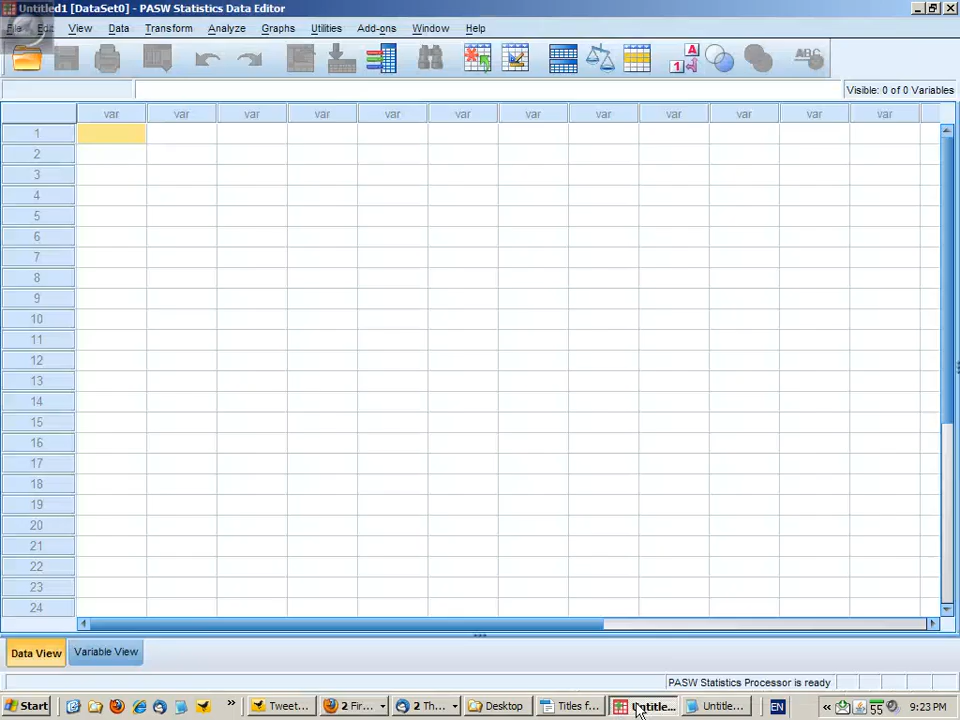 Untitled1 [DataSet0] - PASW Statistics Data Editor
File Edit View Data Transform Analyze Graphs Utilities Add-ons Window Help
A
1
ABC
Visible: 0 of 0 Variables
var var var var var var var var var var var var
1
2
3
4
5
6
7
8
9
10
11
12
13
14
15
16
17
18
19
20
21
22
23
24
Data View Variable View
PASW Statistics Processor is ready
Start » Tweet... 2 Fir... 2 Th... Desktop Titles f... Untitle... Untitle... EN « 55 9:23 PM